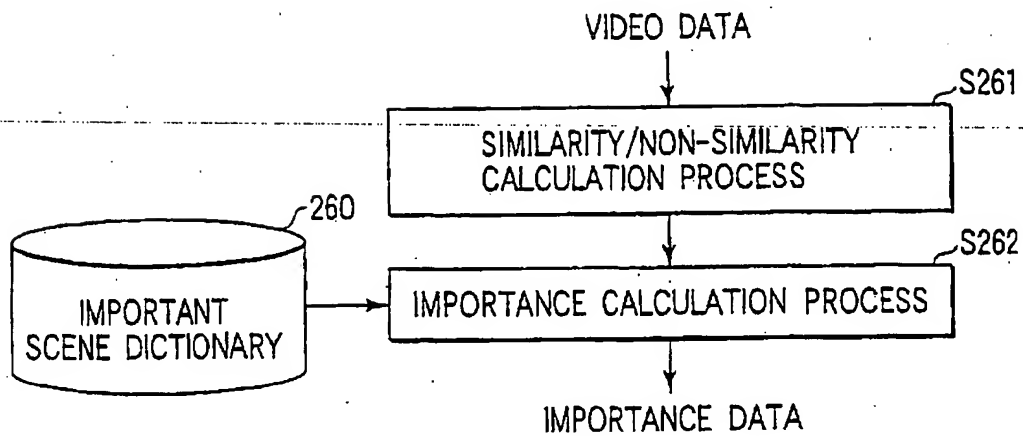 VIDEO DATA
S261
SIMILARITY/NON-SIMILARITY
CALCULATION PROCESS
260
S262
IMPORTANT
SCENE DICTIONARY
IMPORTANCE CALCULATION PROCESS
IMPORTANCE DATA